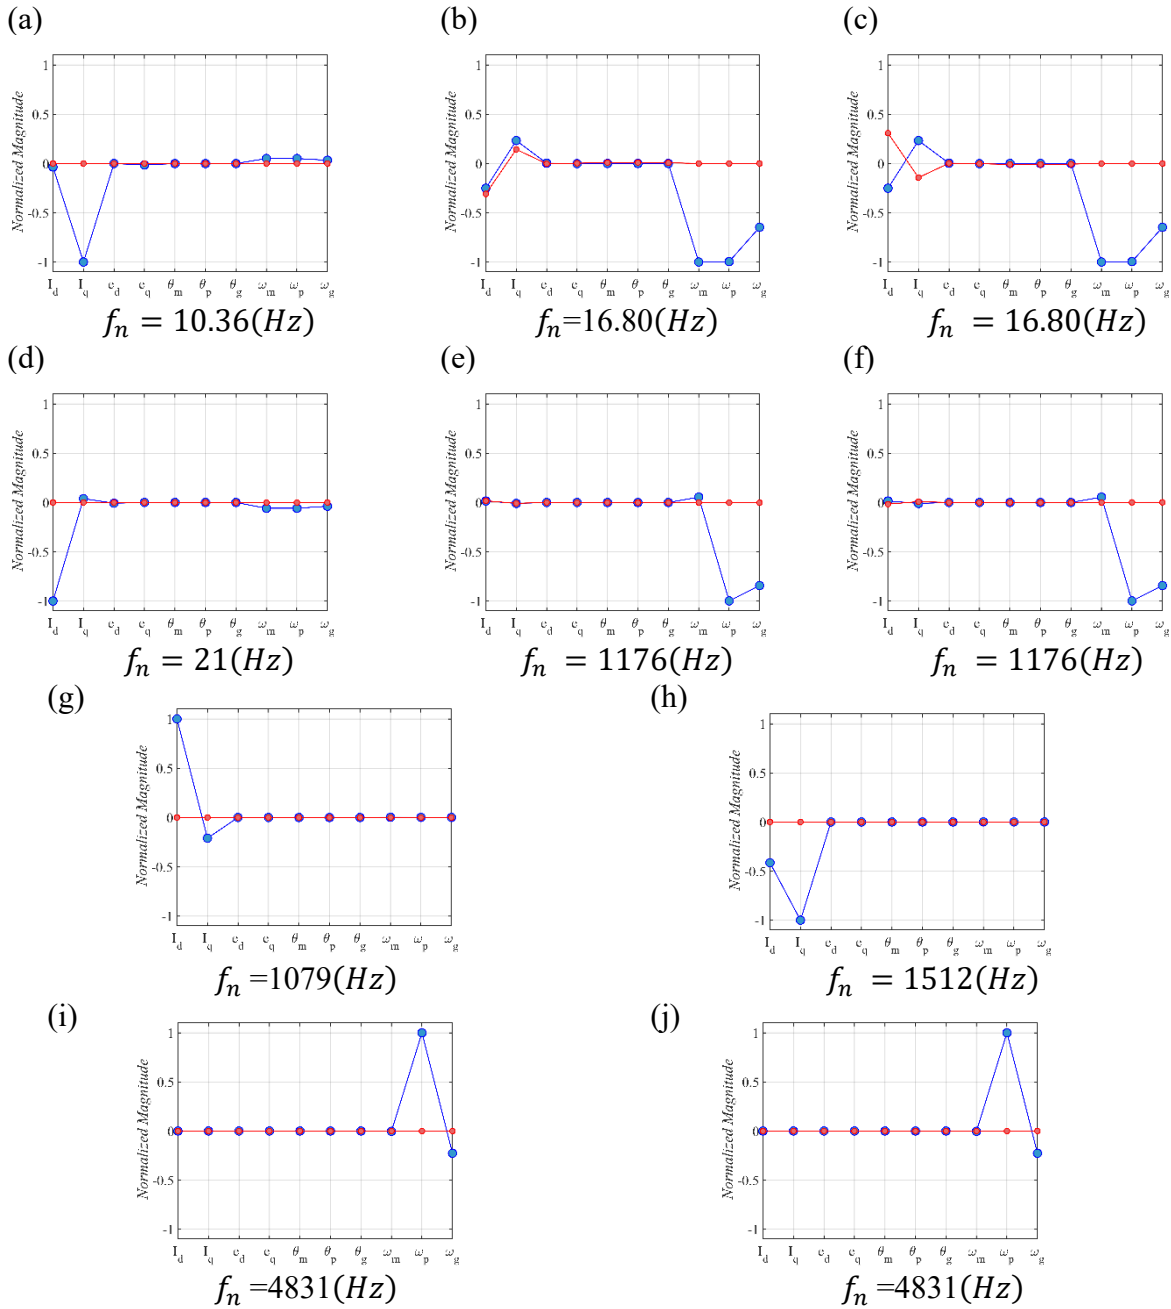 (a) (b) (c)
Normalized Magnitude
1
0.5
0
-0.5
-1
I_d I_q e_d e_q θ_m θ_p θ_g ω_m ω_p ω_g
Normalized Magnitude
1
0.5
0
-0.5
-1
I_d I_q e_d e_q θ_m θ_p θ_g ω_m ω_p ω_g
Normalized Magnitude
1
0.5
0
-0.5
-1
I_d I_q e_d e_q θ_m θ_p θ_g ω_m ω_p ω_g
f_n = 10.36(Hz) f_n=16.80(Hz) f_n = 16.80(Hz)
(d) (e) (f)
Normalized Magnitude
1
0.5
0
-0.5
-1
I_d I_q e_d e_q θ_m θ_p θ_g ω_m ω_p ω_g
Normalized Magnitude
1
0.5
0
-0.5
-1
I_d I_q e_d e_q θ_m θ_p θ_g ω_m ω_p ω_g
Normalized Magnitude
1
0.5
0
-0.5
-1
I_d I_q e_d e_q θ_m θ_p θ_g ω_m ω_p ω_g
f_n = 21(Hz) f_n = 1176(Hz) f_n = 1176(Hz)
(g) (h)
Normalized Magnitude
1
0.5
0
-0.5
-1
I_d I_q e_d e_q θ_m θ_p θ_g ω_m ω_p ω_g
Normalized Magnitude
1
0.5
0
-0.5
-1
I_d I_q e_d e_q θ_m θ_p θ_g ω_m ω_p ω_g
f_n =1079(Hz) f_n = 1512(Hz)
(i) (j)
Normalized Magnitude
1
0.5
0
-0.5
-1
I_d I_q e_d e_q θ_m θ_p θ_g ω_m ω_p ω_g
Normalized Magnitude
1
0.5
0
-0.5
-1
I_d I_q e_d e_q θ_m θ_p θ_g ω_m ω_p ω_g
f_n =4831(Hz) f_n =4831(Hz)